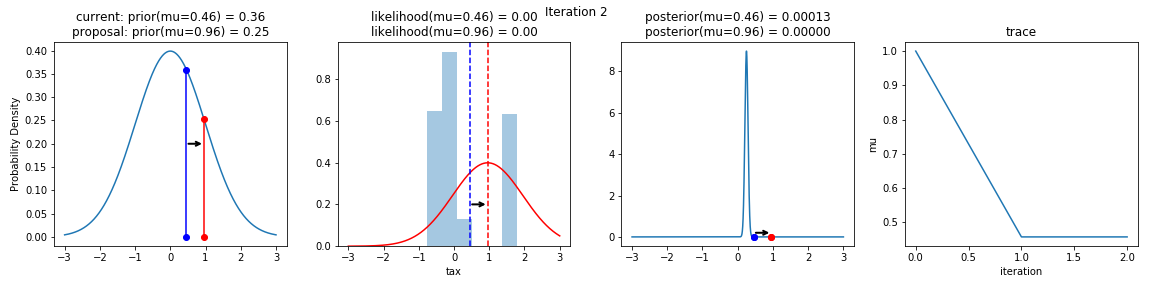 Iteration 2
current: prior(mu=0.46) = 0.36
proposal: prior(mu=0.96) = 0.25
0.40
0.35
0.30
0.25
0.20
0.15
0.10
0.05
0.00
Probability Density
−3 −2 −1 0 1 2 3
likelihood(mu=0.46) = 0.00
likelihood(mu=0.96) = 0.00
0.8
0.6
0.4
0.2
0.0
−3 −2 −1 0 1 2 3
tax
posterior(mu=0.46) = 0.00013
posterior(mu=0.96) = 0.00000
8
6
4
2
0
−3 −2 −1 0 1 2 3
trace
1.0
0.9
0.8
0.7
0.6
0.5
mu
0.0 0.5 1.0 1.5 2.0
iteration